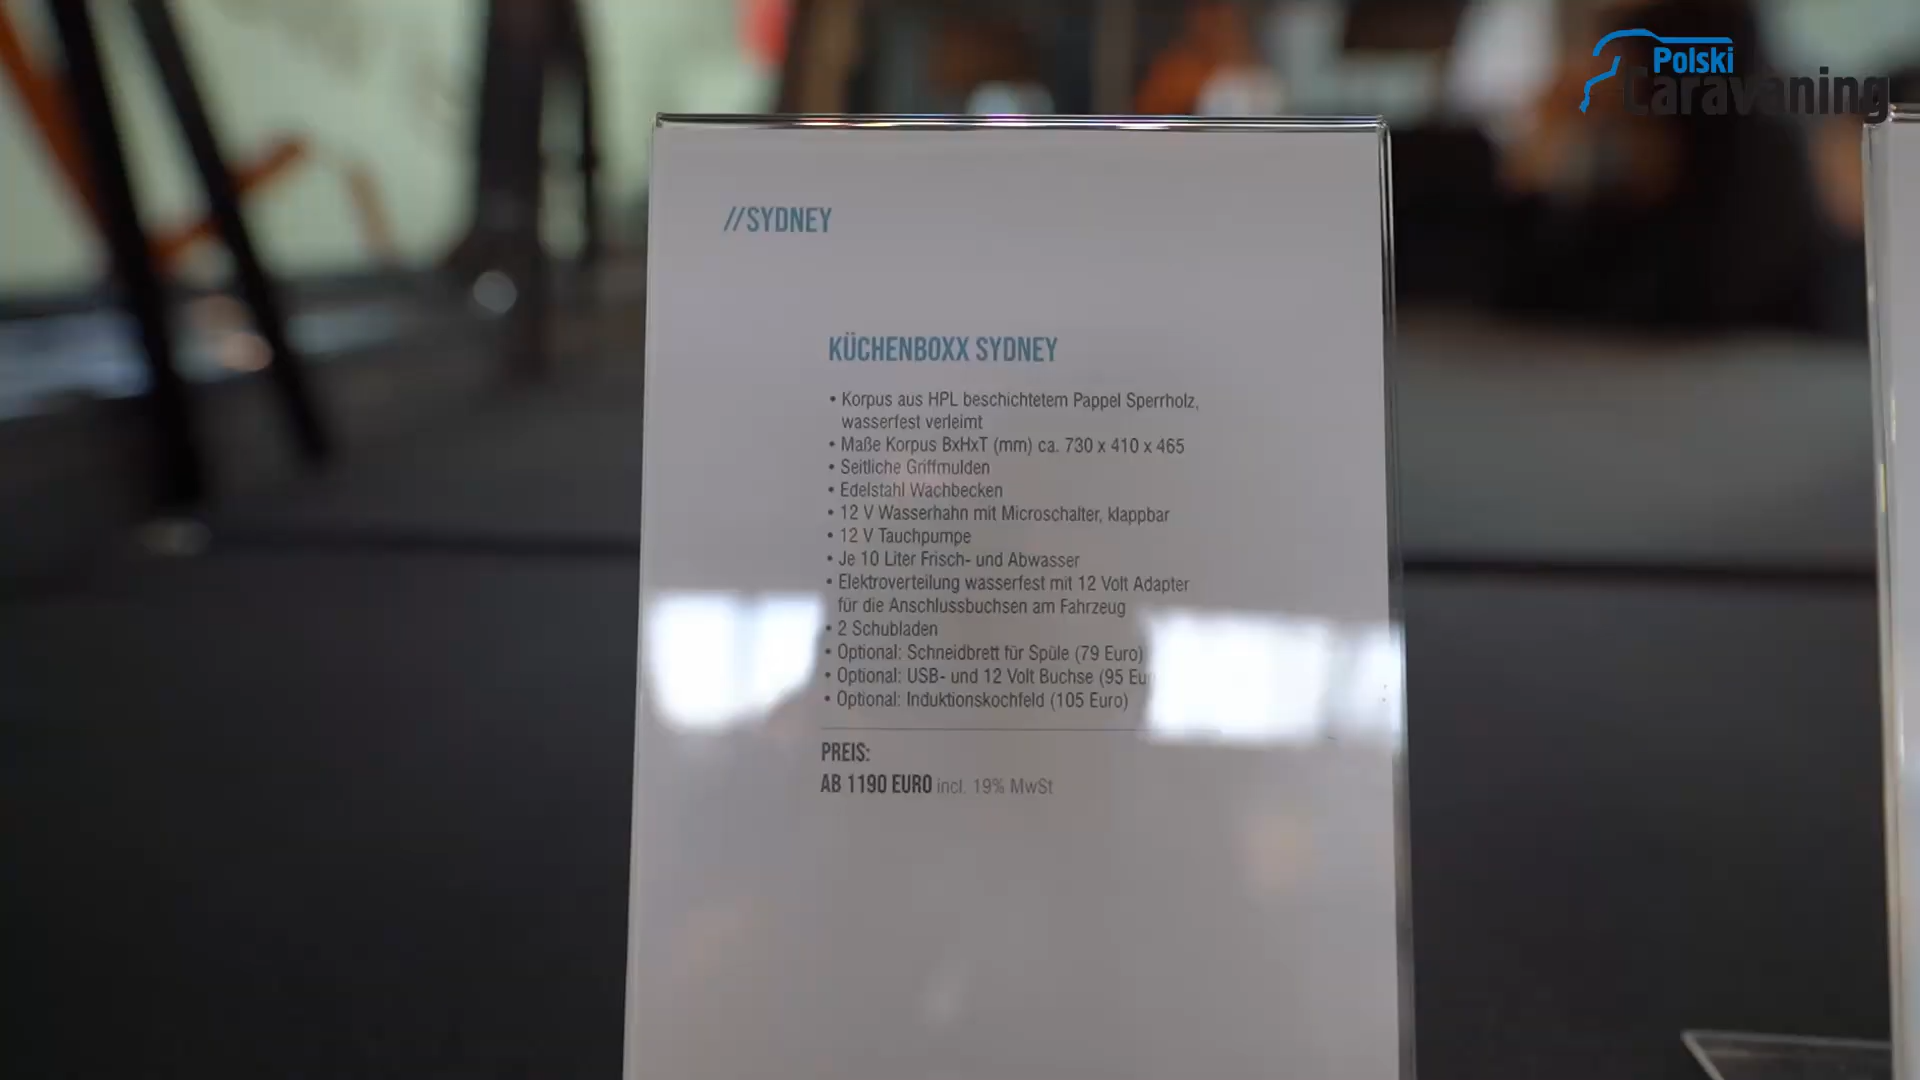 Polski
Caravaning
//SYDNEY
KÜCHENBOXX SYDNEY
• Korpus aus HPL beschichtetem Pappel Sperrholz,
wasserfest verleimt
• Maße Korpus BxHxT (mm) ca. 730 x 410 x 465
• Seitliche Griffmulden
• Edelstahl Wachbecken
• 12 V Wasserhahn mit Microschalter, klappbar
• 12 V Tauchpumpe
• Je 10 Liter Frisch- und Abwasser
• Elektroverteilung wasserfest mit 12 Volt Adapter
für die Anschlussbuchsen am Fahrzeug
• 2 Schubladen
• Optional: Schneidbrett für Spüle (79 Euro)
• Optional: USB- und 12 Volt Buchse (95
• Optional: Induktionskochfeld (105 Euro)
PREIS:
AB 1190 EURO incl. 19% MwSt